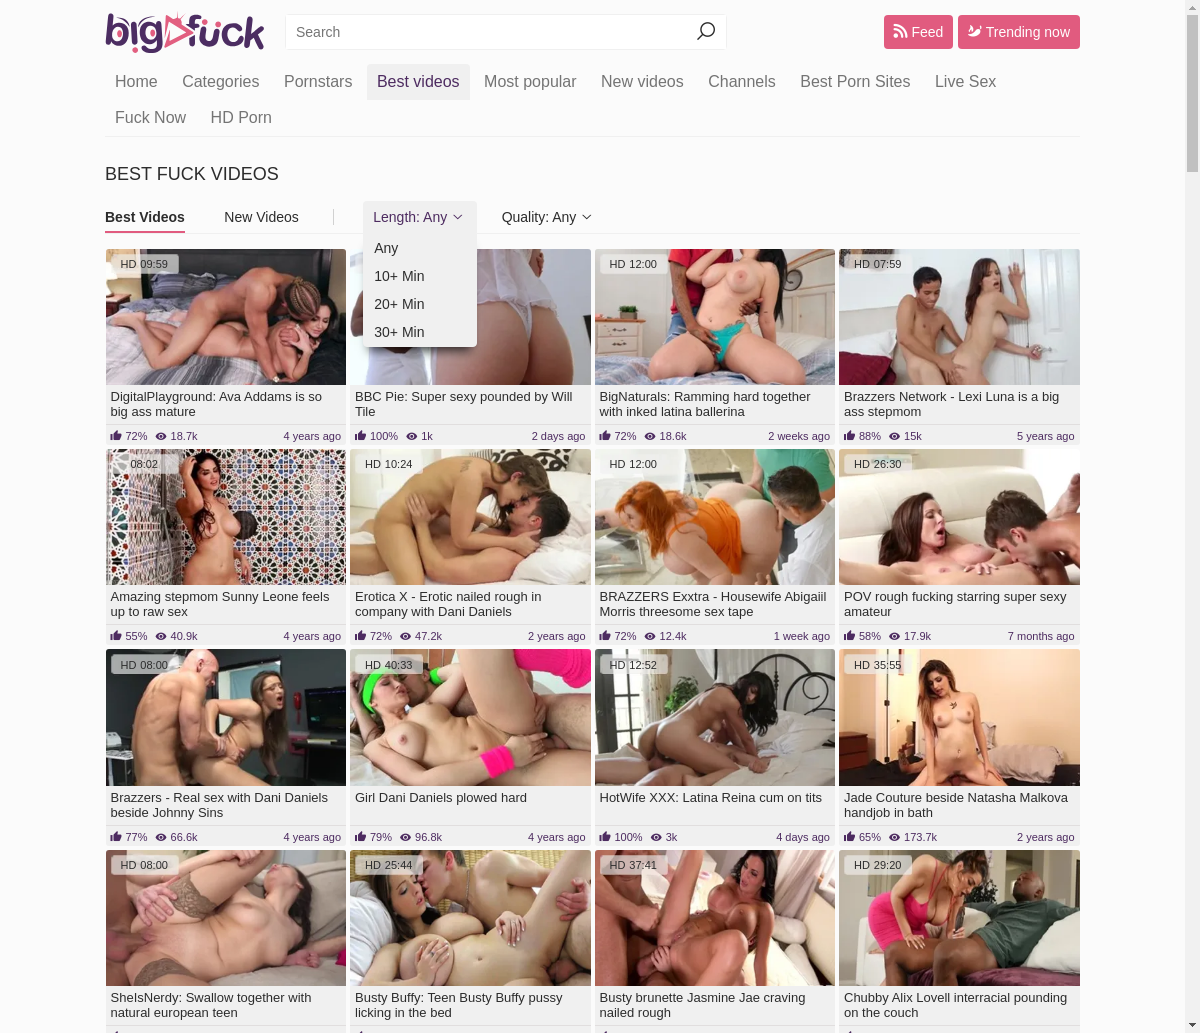 bigfuck
Search
Feed
Trending now
Home Categories Pornstars Best videos Most popular New videos Channels Best Porn Sites Live Sex
Fuck Now HD Porn
BEST FUCK VIDEOS
Best Videos New Videos Length: Any Quality: Any
Any
10+ Min
20+ Min
30+ Min
HD 09:59
HD 12:00
HD 07:59
DigitalPlayground: Ava Addams is so
big ass mature
72% 18.7k 4 years ago
BBC Pie: Super sexy pounded by Will
Tile
100% 1k 2 days ago
BigNaturals: Ramming hard together
with inked latina ballerina
72% 18.6k 2 weeks ago
Brazzers Network - Lexi Luna is a big
ass stepmom
88% 15k 5 years ago
08:02
HD 10:24
HD 12:00
HD 26:30
Amazing stepmom Sunny Leone feels
up to raw sex
55% 40.9k 4 years ago
Erotica X - Erotic nailed rough in
company with Dani Daniels
72% 47.2k 2 years ago
BRAZZERS Exxtra - Housewife Abigaiil
Morris threesome sex tape
72% 12.4k 1 week ago
POV rough fucking starring super sexy
amateur
58% 17.9k 7 months ago
HD 08:00
HD 40:33
HD 12:52
HD 35:55
Brazzers - Real sex with Dani Daniels
beside Johnny Sins
77% 66.6k 4 years ago
Girl Dani Daniels plowed hard
79% 96.8k 4 years ago
HotWife XXX: Latina Reina cum on tits
100% 3k 4 days ago
Jade Couture beside Natasha Malkova
handjob in bath
65% 173.7k 2 years ago
HD 08:00
HD 25:44
HD 37:41
HD 29:20
SheIsNerdy: Swallow together with
natural european teen
Busty Buffy: Teen Busty Buffy pussy
licking in the bed
Busty brunette Jasmine Jae craving
nailed rough
Chubby Alix Lovell interracial pounding
on the couch